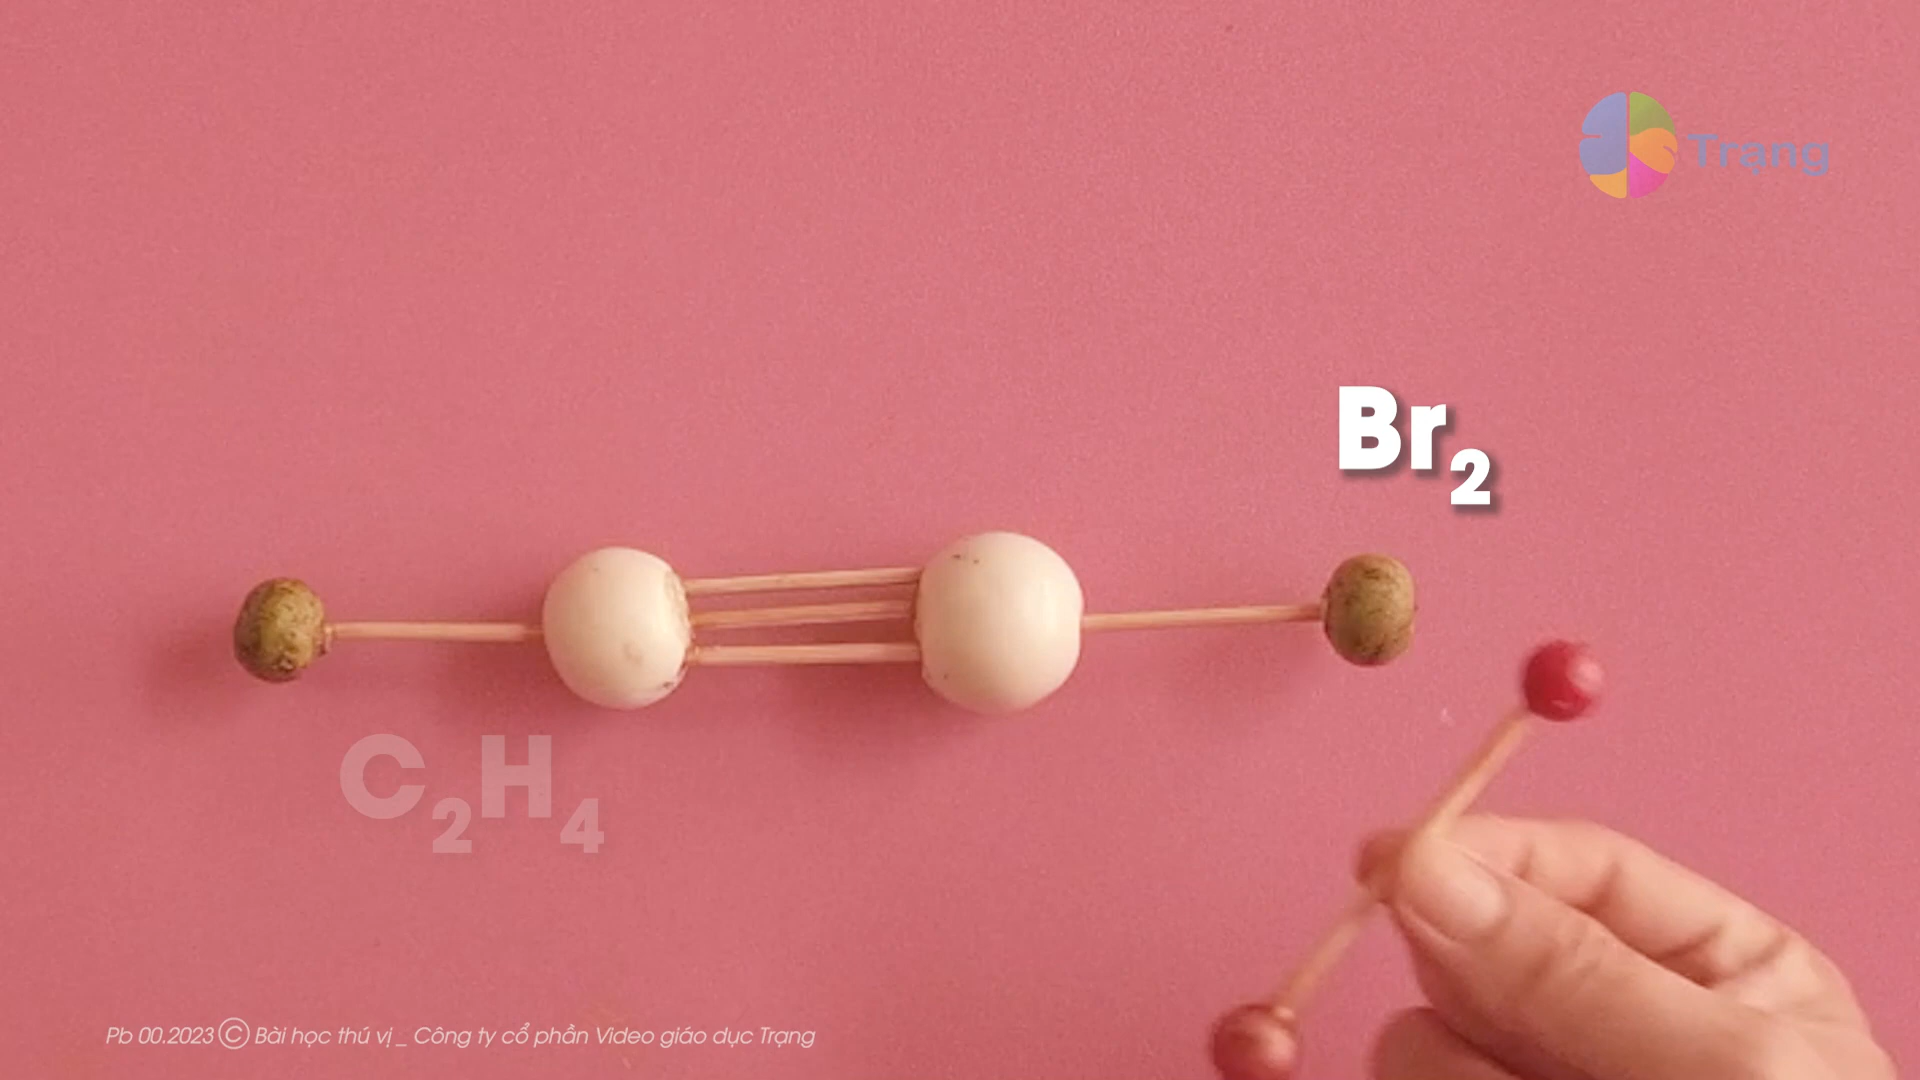 Trạng
Br₂
C₂H₄
Pb 00.2023 © Bài học thú vị _ Công ty cổ phần Video giáo dục Trạng